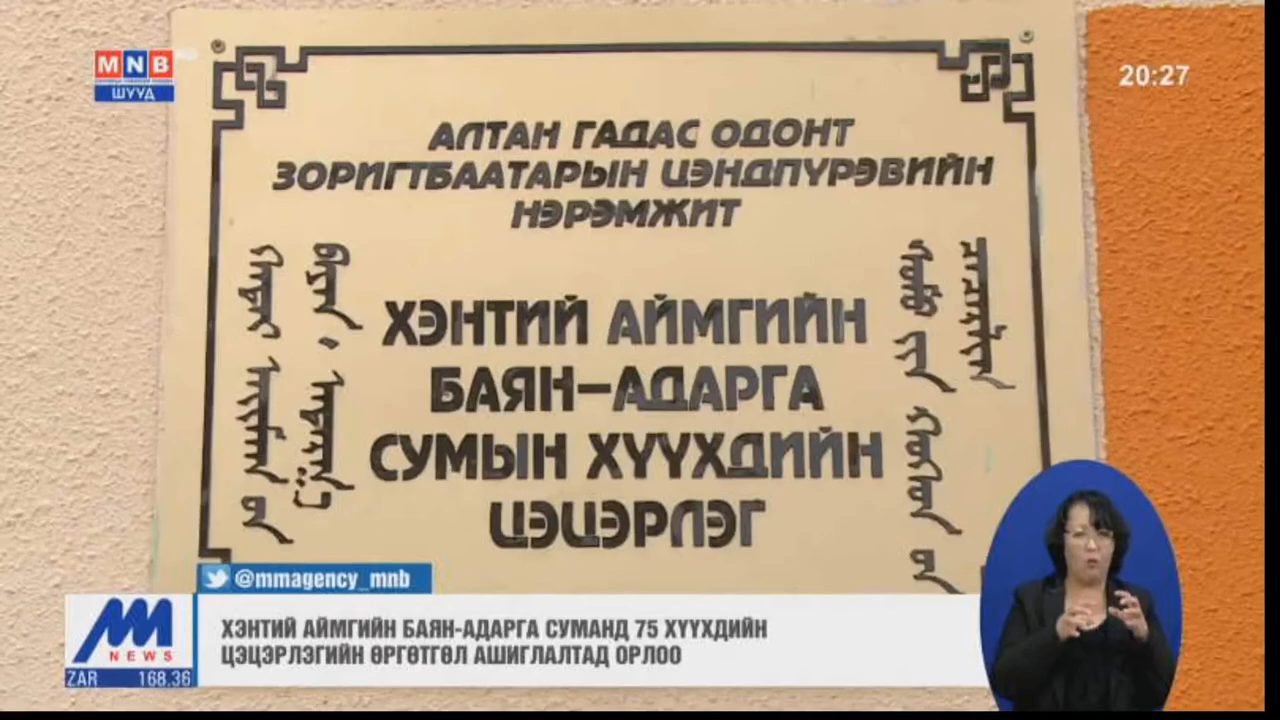 MNB
ШУУД
20:27
АЛТАН ГАДАС ОДОНТ
ЗОРИГТБААТАРЫН ЦЭНДПҮРЭВИЙН
НЭРЭМЖИТ
ХЭНТИЙ АЙМГИЙН
БАЯН-АДАРГА
СУМЫН ХҮҮХДИЙН
ЦЭЦЭРЛЭГ
@mmagency_mnb
ХЭНТИЙ АЙМГИЙН БАЯН-АДАРГА СУМАНД 75 ХҮҮХДИЙН
ЦЭЦЭРЛЭГИЙН ӨРГӨТГӨЛ АШИГЛАЛТАД ОРЛОО
NEWS
ZAR 168.36